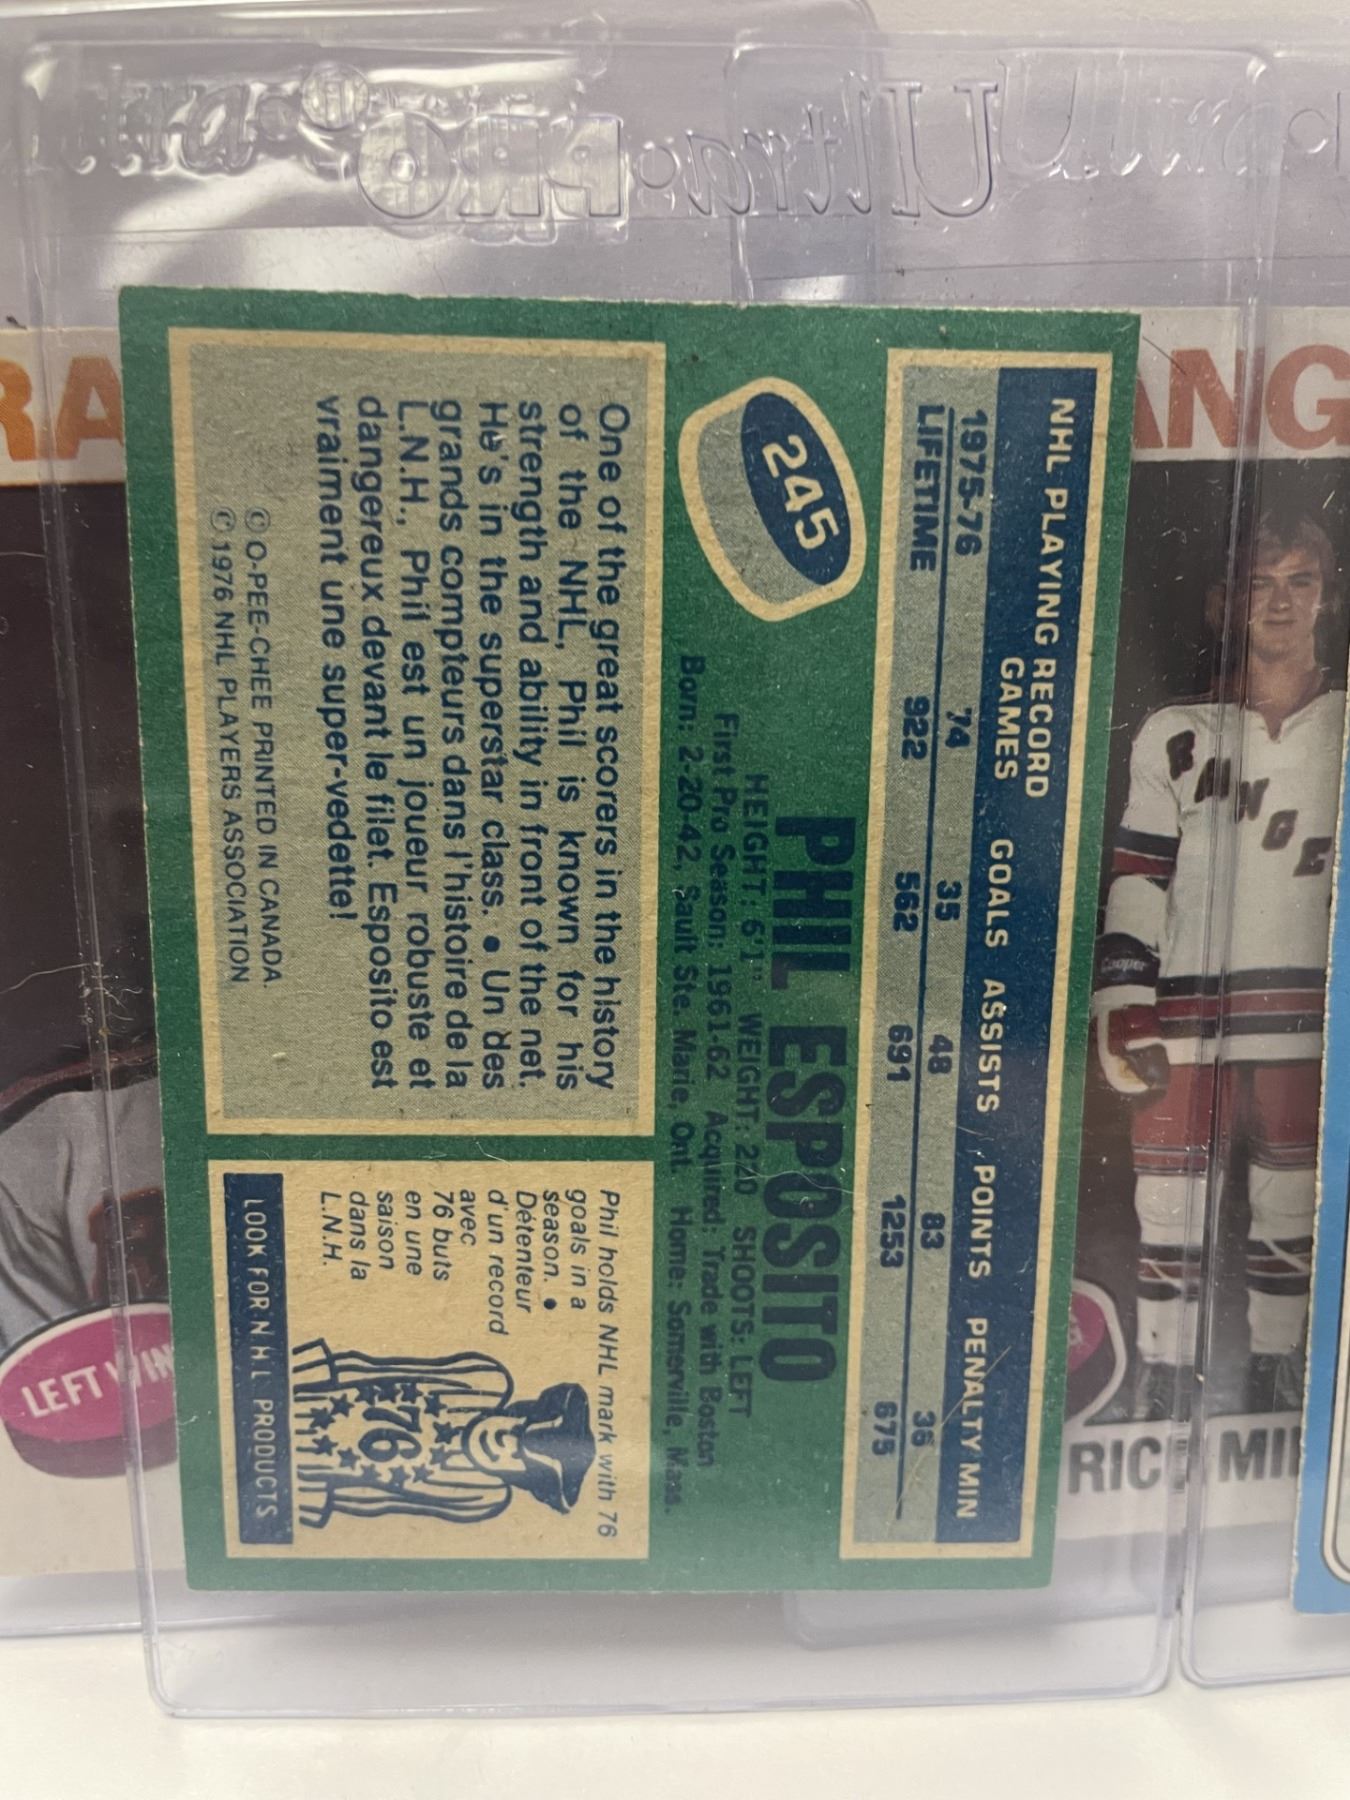 NHL PLAYING RECORD
GAMES GOALS ASSISTS POINTS PENALTY MIN
1975-76 74 35 48 83 36
LIFETIME 922 562 691 1253 675
245
PHIL ESPOSITO
HEIGHT: 6'1" WEIGHT: 220 SHOOTS: LEFT
First Pro Season: 1961-62 Acquired: Trade with Boston
Born: 2-20-42, Sault Ste. Marie, Ont. Home: Somerville, Mass.
One of the great scorers in the history
of the NHL, Phil is known for his
strength and ability in front of the net.
He's in the superstar class. • Un des
grands compteurs dans l'histoire de la
L.N.H., Phil est un joueur robuste et
dangereux devant le filet. Esposito est
vraiment une super-vedette!
© O-PEE-CHEE PRINTED IN CANADA.
© 1976 NHL PLAYERS ASSOCIATION
Phil holds NHL mark with 76
goals in a
season. •
Détenteur
d'un record
avec
76 buts
en une
saison
dans la
L.N.H.
'76
LOOK FOR N H L PRODUCTS
Ultra·PRO
Ultra
RA
ANG
RANGE
Cooper
LEFT WIN
G
RICK MI